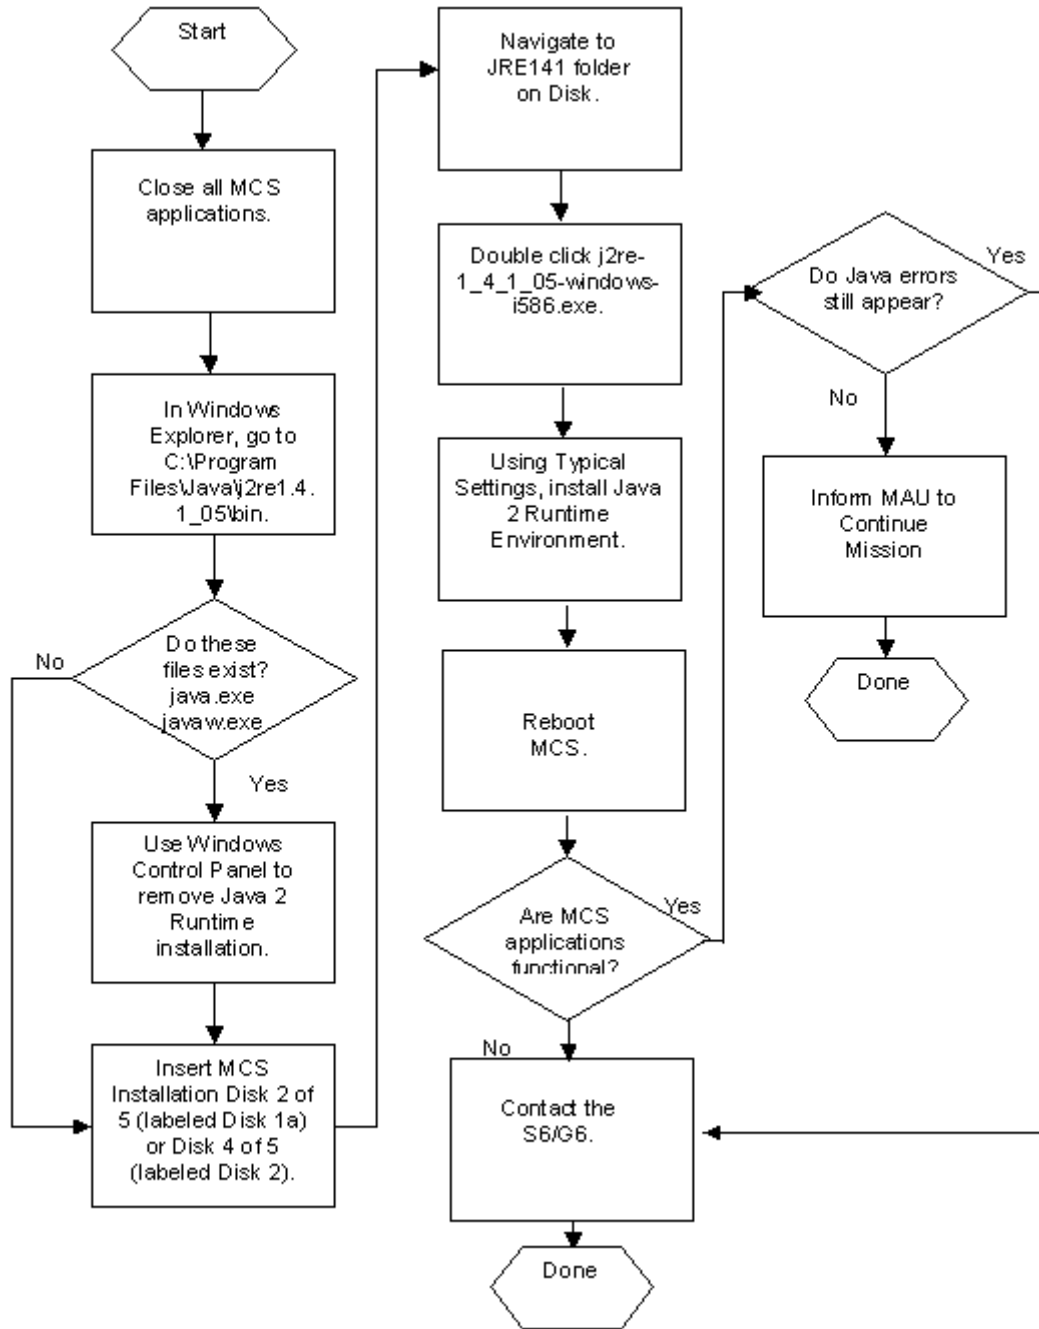 Start
Close all MCS
applications.
In Windows
Explorer, go to
C:\Program
Files\Java\j2re1.4.
1_05\bin.
Do these
files exist?
java.exe
javaw.exe
No
Yes
Use Windows
Control Panel to
remove Java 2
Runtime
installation.
Insert MCS
Installation Disk 2 of
5 (labeled Disk 1a)
or Disk 4 of 5
(labeled Disk 2).
Navigate to
JRE141 folder
on Disk.
Double click j2re-
1_4_1_05-windows-
i586.exe.
Using Typical
Settings, install Java
2 Runtime
Environment.
Reboot
MCS.
Are MCS
applications
functional?
Yes
No
Contact the
S6/G6.
Done
Do Java errors
still appear?
Yes
No
Inform MAU to
Continue
Mission
Done